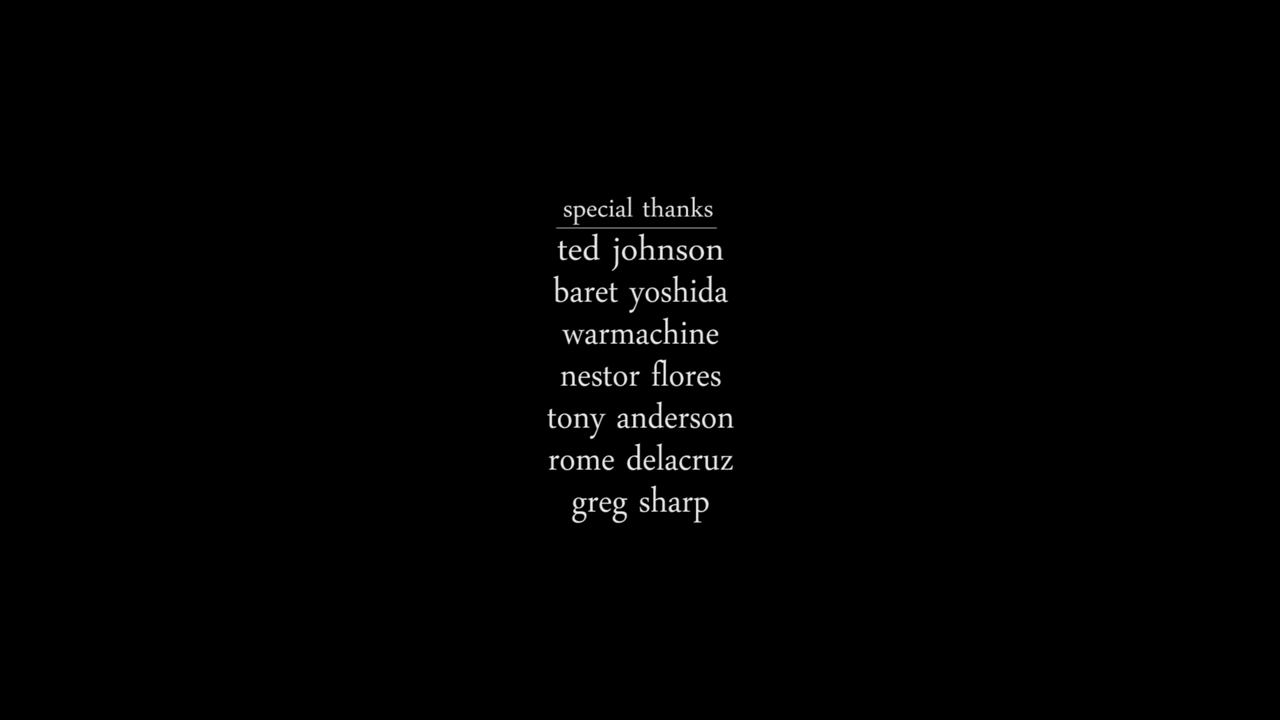 special thanks
ted johnson
baret yoshida
warmachine
nestor flores
tony anderson
rome delacruz
greg sharp